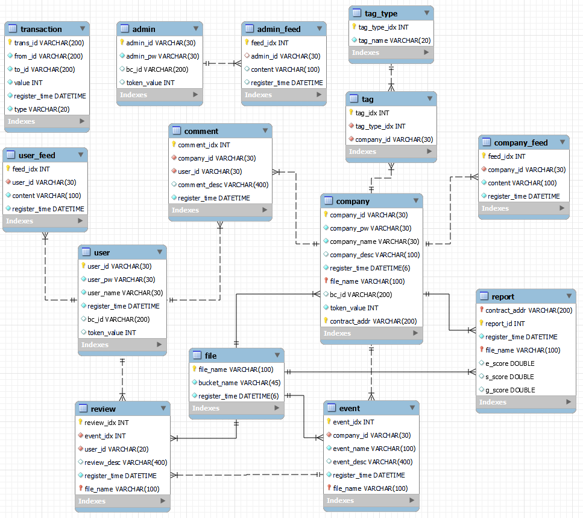 transaction
trans_id VARCHAR(200)
from_id VARCHAR(200)
to_id VARCHAR(200)
value INT
register_time DATETIME
type VARCHAR(20)
Indexes
admin
admin_id VARCHAR(30)
admin_pw VARCHAR(30)
bc_id VARCHAR(200)
token_value INT
Indexes
admin_feed
feed_idx INT
admin_id VARCHAR(30)
content VARCHAR(100)
register_time DATETIME
Indexes
tag_type
tag_type_idx INT
tag_name VARCHAR(20)
Indexes
tag
tag_idx INT
tag_type_idx INT
company_id VARCHAR(30)
Indexes
comment
comment_idx INT
company_id VARCHAR(30)
user_id VARCHAR(30)
comment_desc VARCHAR(400)
register_time DATETIME
Indexes
company_feed
feed_idx INT
company_id VARCHAR(30)
content VARCHAR(100)
register_time DATETIME
Indexes
user_feed
feed_idx INT
user_id VARCHAR(30)
content VARCHAR(100)
register_time DATETIME
Indexes
company
company_id VARCHAR(30)
company_pw VARCHAR(30)
company_name VARCHAR(30)
company_desc VARCHAR(100)
register_time DATETIME(6)
file_name VARCHAR(100)
bc_id VARCHAR(200)
token_value INT
contract_addr VARCHAR(200)
Indexes
user
user_id VARCHAR(30)
user_pw VARCHAR(30)
user_name VARCHAR(30)
register_time DATETIME
bc_id VARCHAR(200)
token_value INT
Indexes
report
contract_addr VARCHAR(200)
report_id INT
register_time DATETIME
file_name VARCHAR(100)
e_score DOUBLE
s_score DOUBLE
g_score DOUBLE
Indexes
file
file_name VARCHAR(100)
bucket_name VARCHAR(45)
register_time DATETIME(6)
Indexes
review
review_idx INT
event_idx INT
user_id VARCHAR(20)
review_desc VARCHAR(400)
register_time DATETIME
file_name VARCHAR(100)
Indexes
event
event_idx INT
company_id VARCHAR(30)
event_name VARCHAR(100)
event_desc VARCHAR(400)
register_time DATETIME
file_name VARCHAR(100)
Indexes